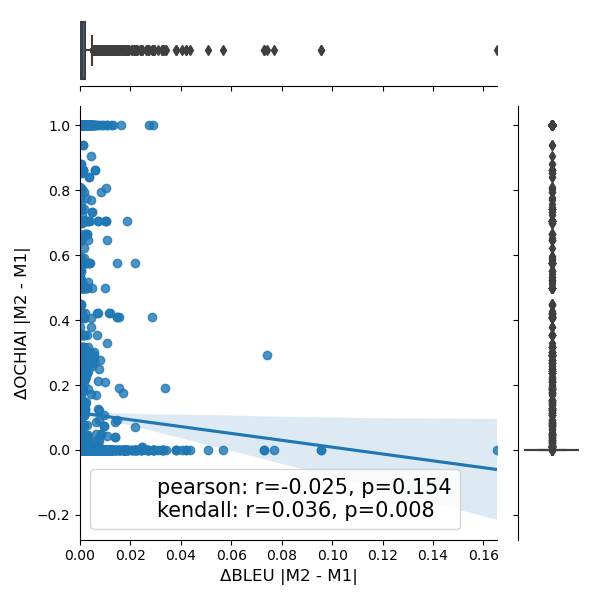 1.0
0.8
0.6
0.4
0.2
0.0
−0.2
ΔOCHIAI |M2 - M1|
pearson: r=-0.025, p=0.154
kendall: r=0.036, p=0.008
0.00 0.02 0.04 0.06 0.08 0.10 0.12 0.14 0.16
ΔBLEU |M2 - M1|